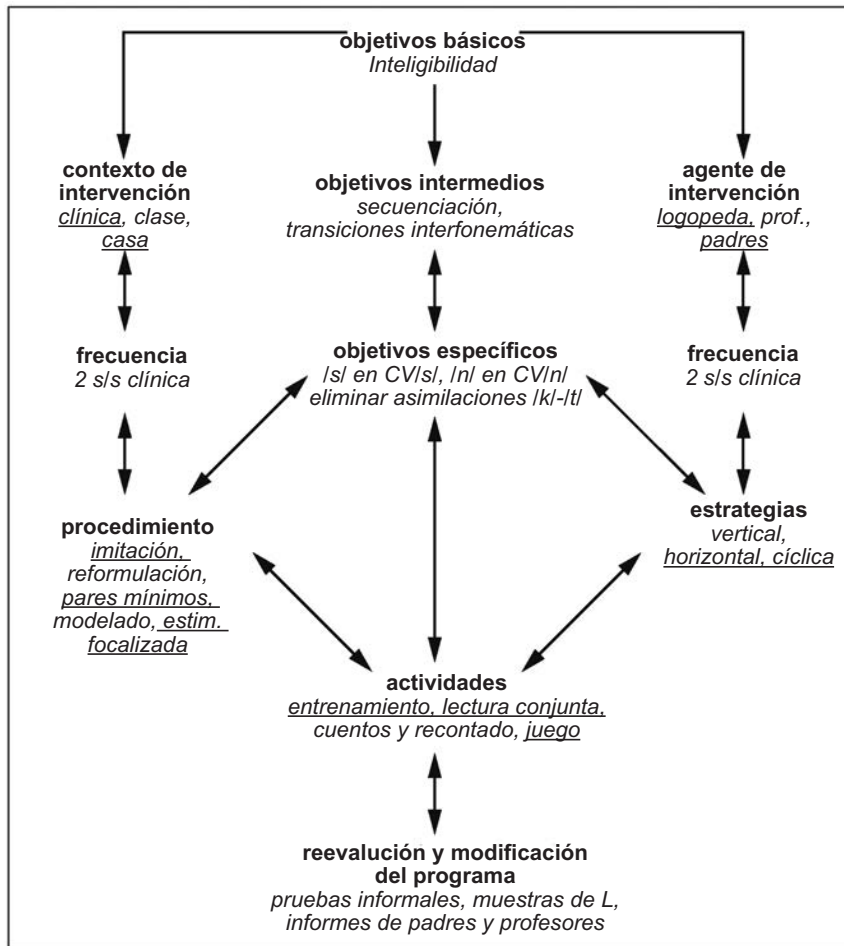 objetivos básicos
Inteligibilidad
contexto de
intervención
clínica, clase,
casa
objetivos intermedios
secuenciación,
transiciones interfonemáticas
agente de
intervención
logopeda, prof.,
padres
frecuencia
2 s/s clínica
objetivos específicos
/s/ en CV/s/, /n/ en CV/n/
eliminar asimilaciones /k/-/t/
frecuencia
2 s/s clínica
procedimiento
imitación,
reformulación,
pares mínimos,
modelado, estim.
focalizada
estrategias
vertical,
horizontal, cíclica
actividades
entrenamiento, lectura conjunta,
cuentos y recontado, juego
reevalución y modificación
del programa
pruebas informales, muestras de L,
informes de padres y profesores